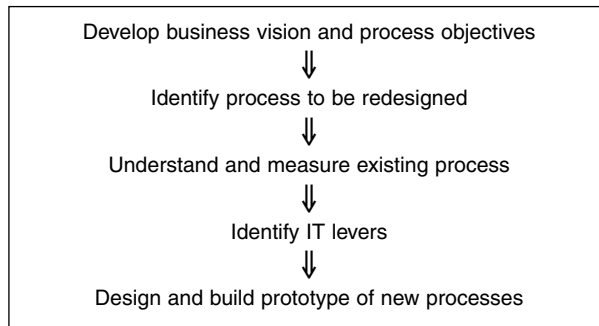 Develop business vision and process objectives
⇓
Identify process to be redesigned
⇓
Understand and measure existing process
⇓
Identify IT levers
⇓
Design and build prototype of new processes